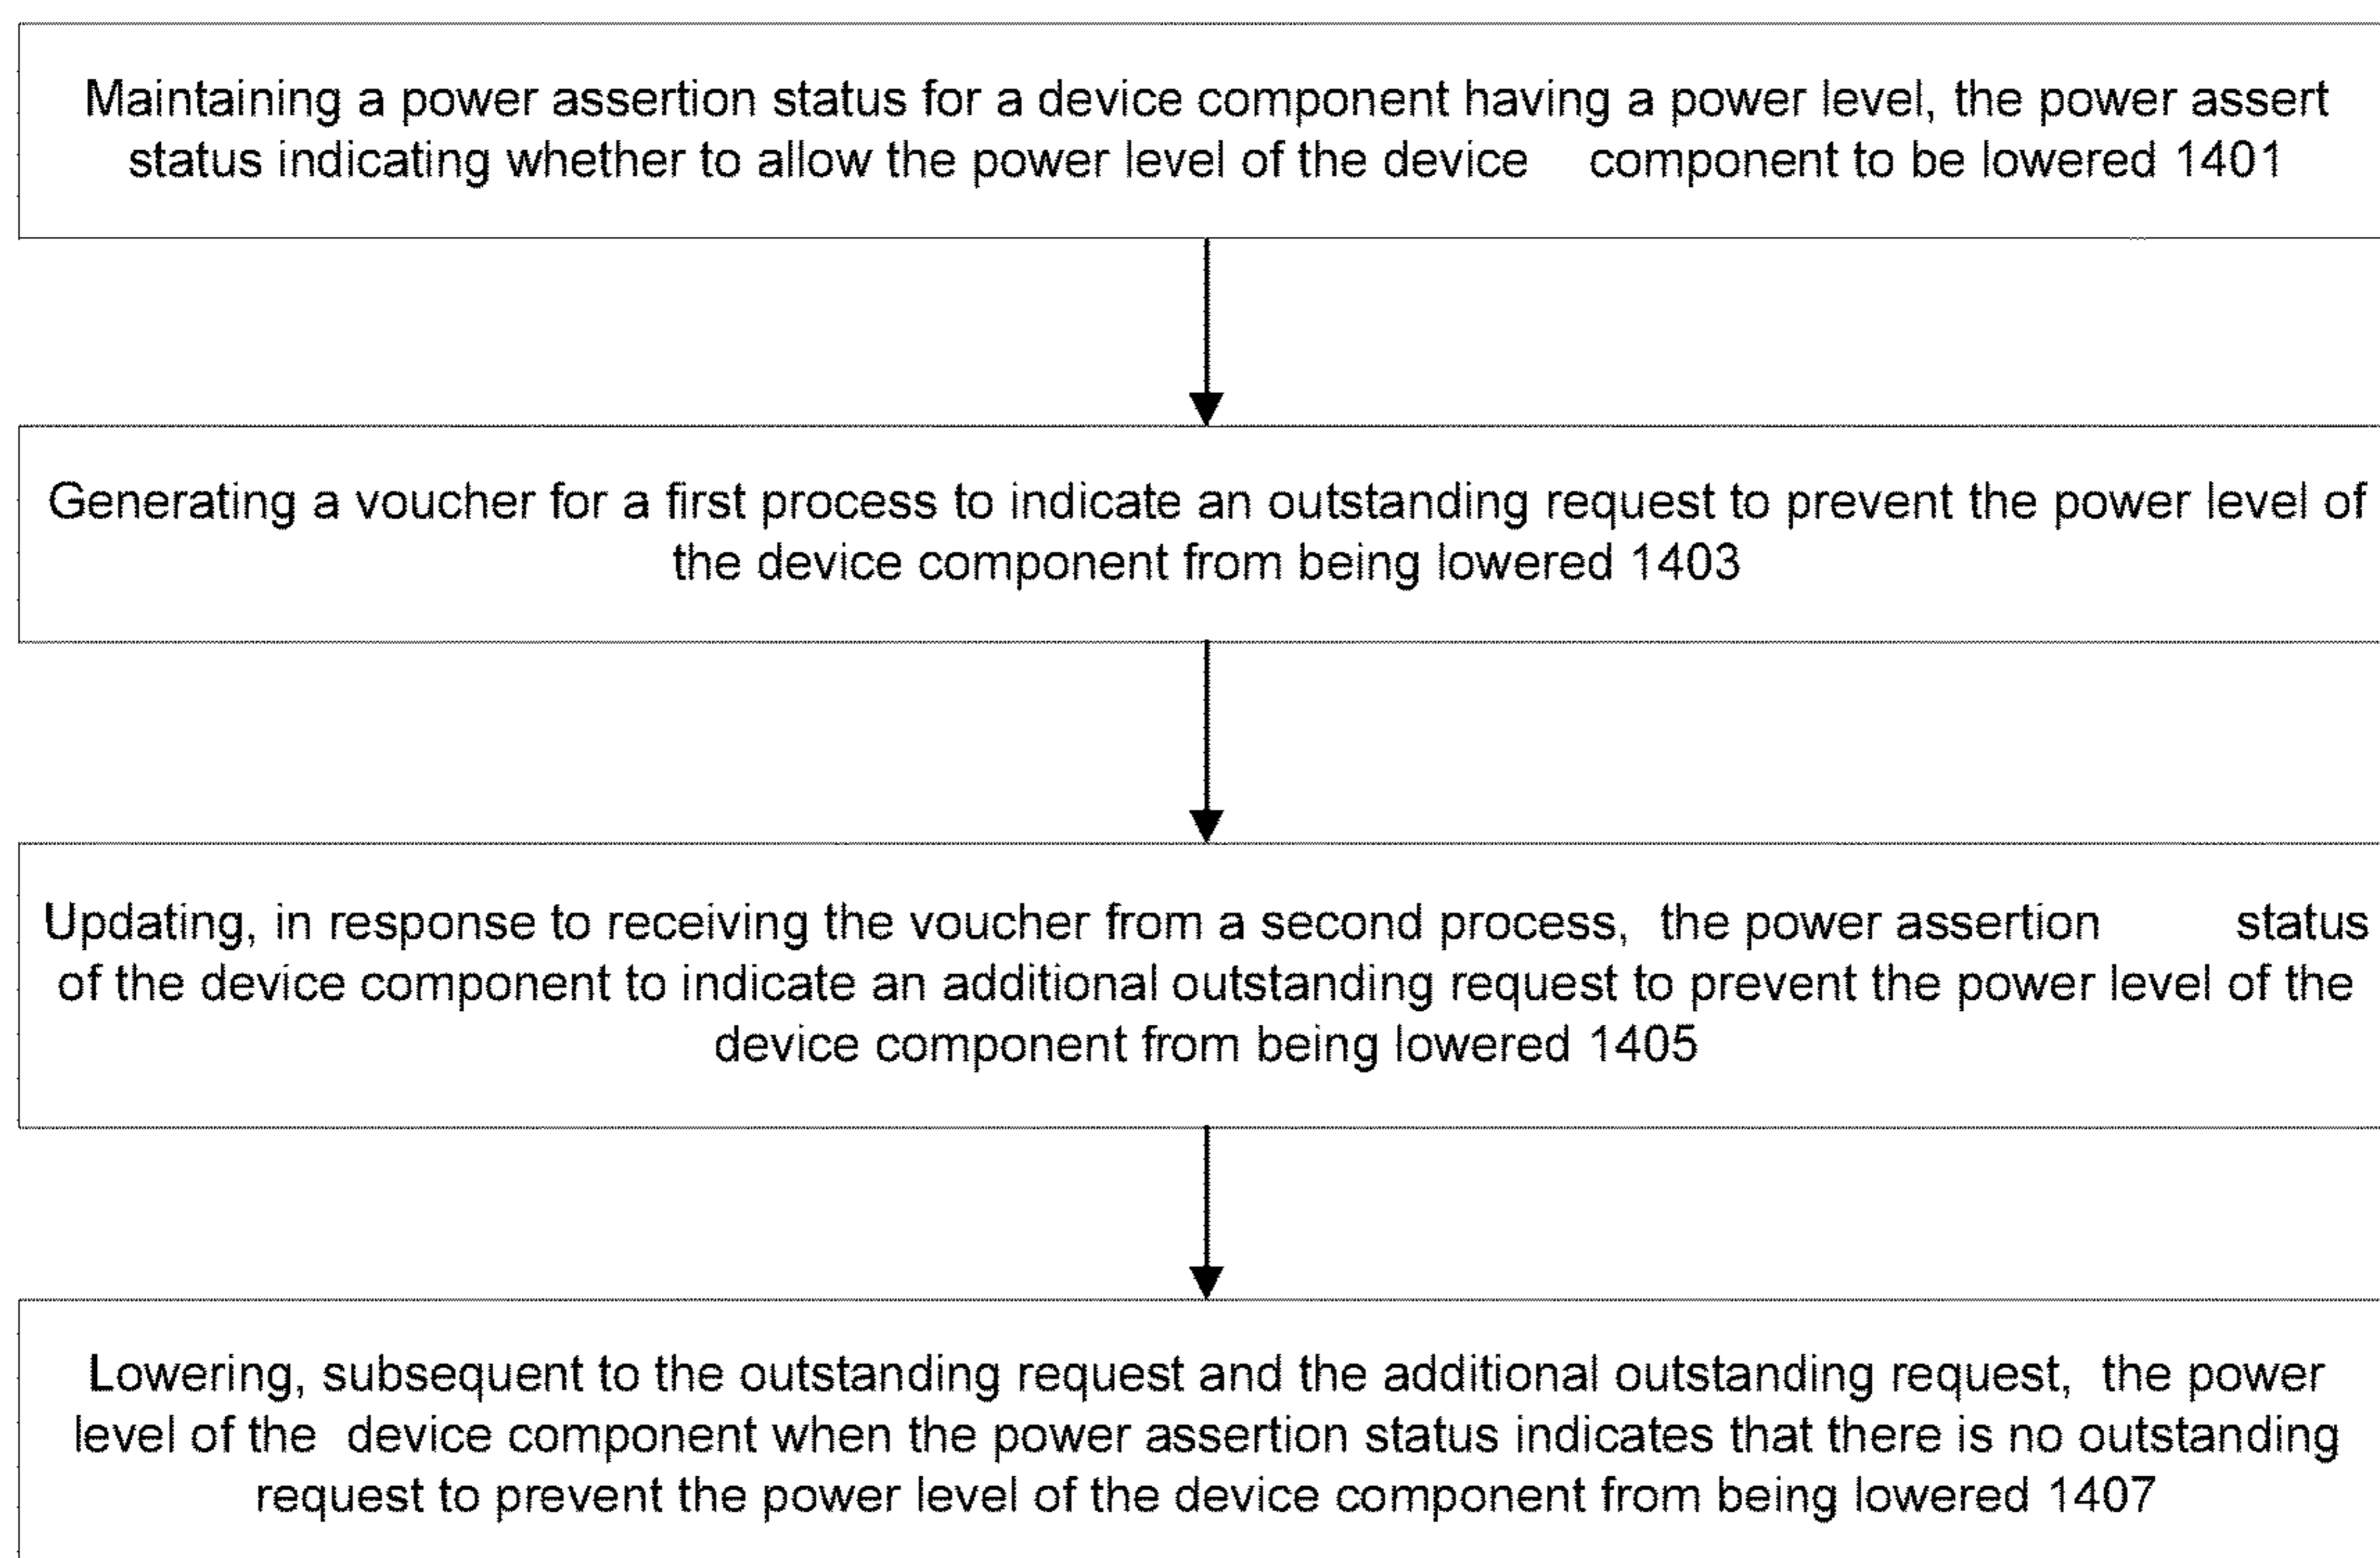 Maintaining a power assertion status for a device component having a power level, the power assert
status indicating whether to allow the power level of the device component to be lowered 1401
Generating a voucher for a first process to indicate an outstanding request to prevent the power level of
the device component from being lowered 1403
Updating, in response to receiving the voucher from a second process, the power assertion status
of the device component to indicate an additional outstanding request to prevent the power level of the
device component from being lowered 1405
Lowering, subsequent to the outstanding request and the additional outstanding request, the power
level of the device component when the power assertion status indicates that there is no outstanding
request to prevent the power level of the device component from being lowered 1407